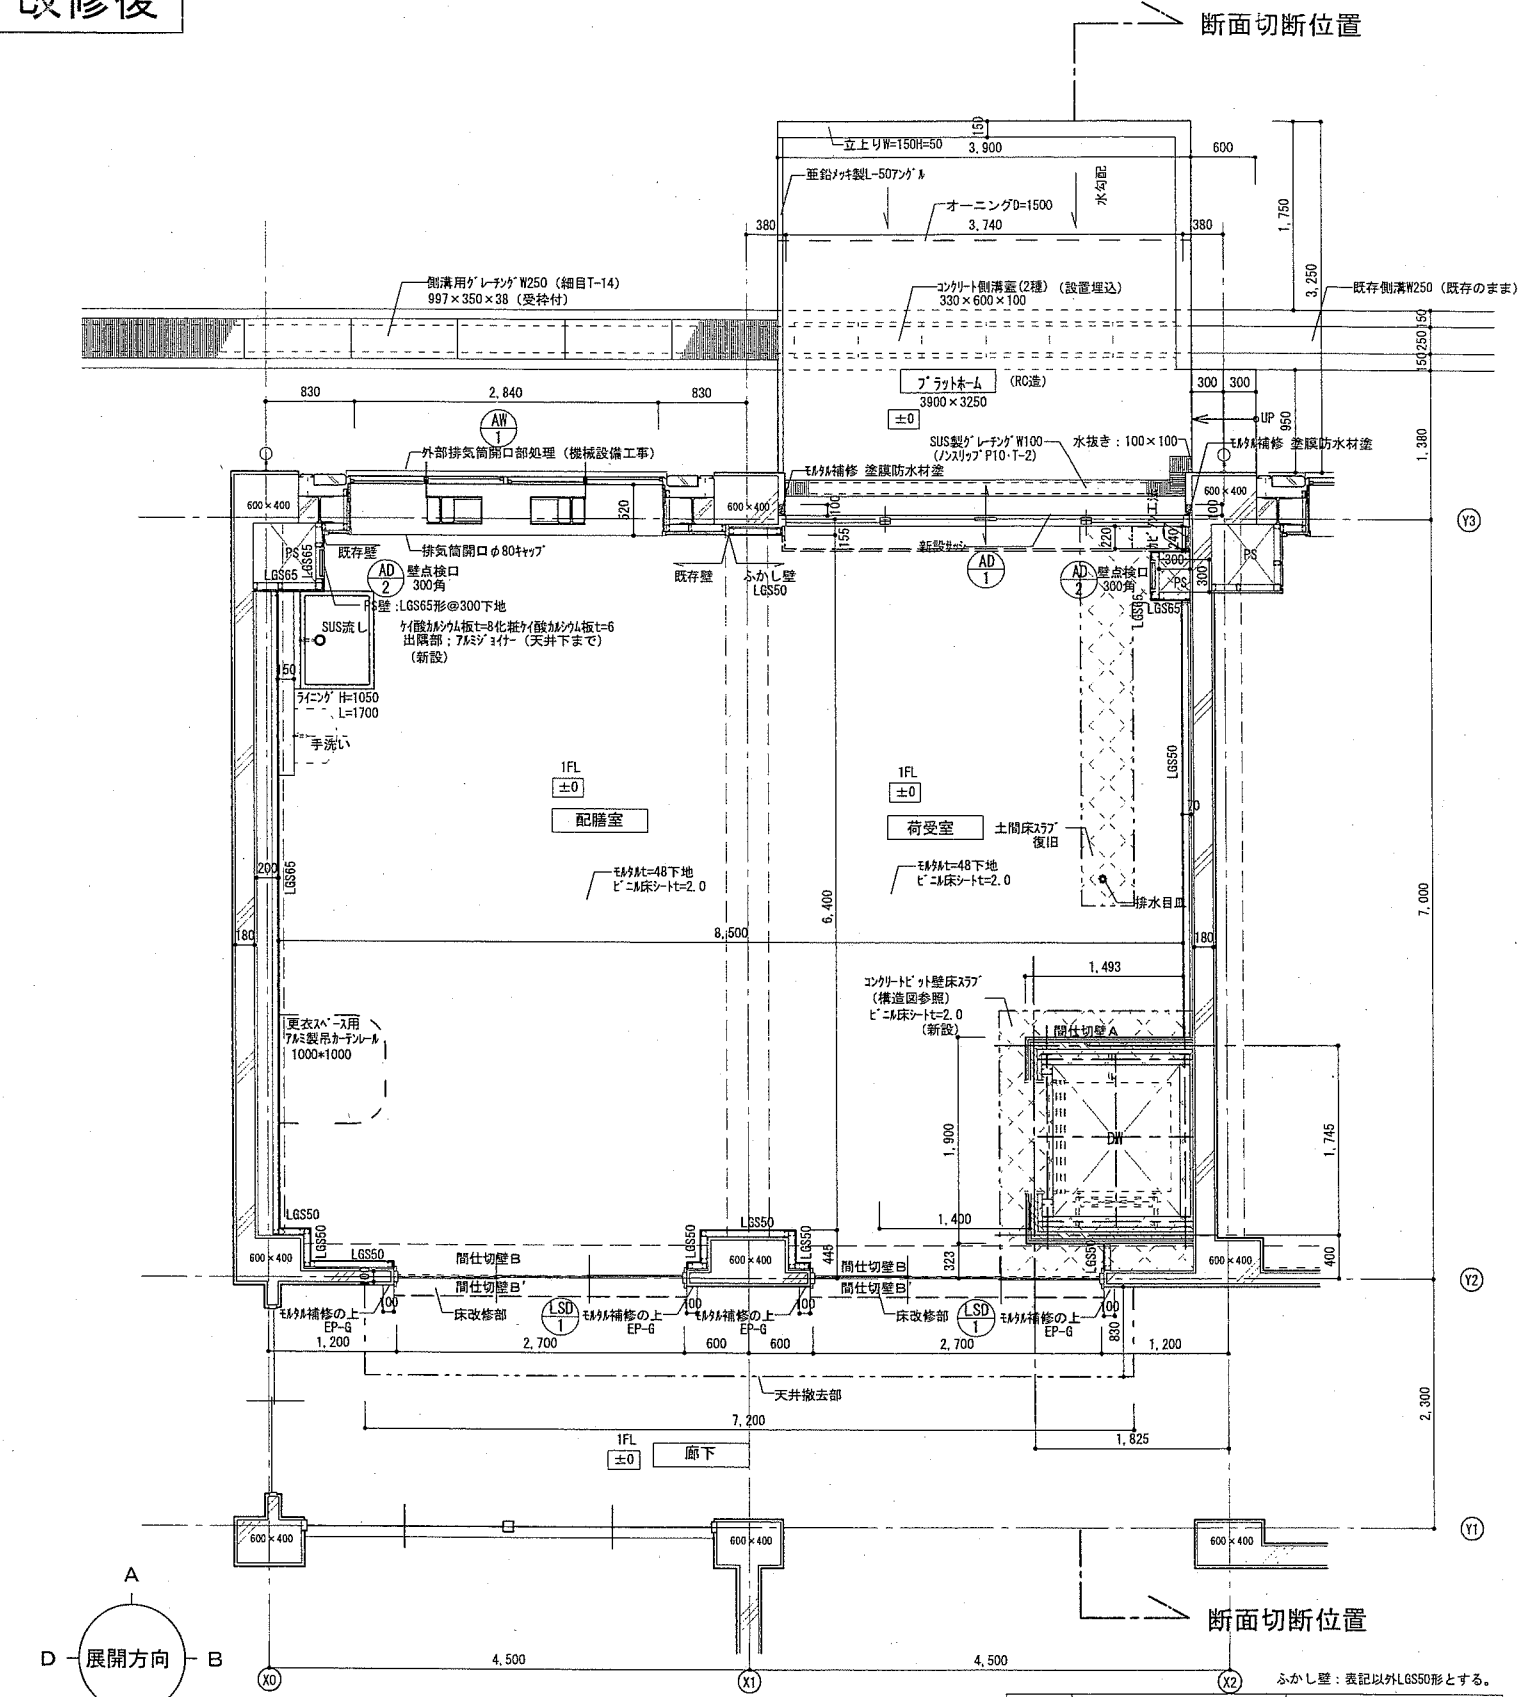 改修後
断面切断位置
150
立上りW=150H=50
3,900
600
亜鉛ﾒｯｷ製L-50ｱﾝｸﾞﾙ
水勾配
1,750
オーニングD=1500
380
3,740
380
3,250
側溝用ｸﾞﾚｰﾁﾝｸﾞW250 (細目T-14)
997×350×38 (受枠付)
ｺﾝｸﾘｰﾄ側溝蓋(2種) (設置埋込)
330×600×100
既存側溝W250 (既存のまま)
150
250
150
ﾌﾟﾗｯﾄﾎｰﾑ
(RC造)
3900×3250
±0
300
300
830
2,840
830
AW
1
UP
950
1,380
外部排気筒開口部処理 (機械設備工事)
SUS製ｸﾞﾚｰﾁﾝｸﾞW100
(ﾉﾝｽﾘｯﾌﾟP10・T-2)
水抜き：100×100
ﾓﾙﾀﾙ補修 塗膜防水材塗
ﾓﾙﾀﾙ補修 塗膜防水材塗
600×400
600×400
600×400
520
100
100
155
220
240
Y3
新設ｻｯｼ
PS
LGS65
LGS65
既存壁
排気筒開口φ80ｷｬｯﾌﾟ
AD
2
壁点検口
300角
既存壁
ふかし壁
LGS50
AD
1
AD
2
壁点検口
300角
300
300
PS
PS
LGS65
LGS65
PS壁：LGS65形@300下地
ｹｲ酸ｶﾙｼｳﾑ板t=8化粧ｹｲ酸ｶﾙｼｳﾑ板t=6
出隅部；ｱﾙﾐｼﾞｮｲﾅｰ (天井下まで)
(新設)
SUS流し
150
ﾗｲﾆﾝｸﾞ H=1050
L=1700
手洗い
LGS50
1FL
±0
配膳室
1FL
±0
荷受室
70
土間床ｽﾗﾌﾞ
復旧
ﾓﾙﾀﾙt=48下地
ﾋﾞﾆﾙ床ｼｰﾄt=2.0
ﾓﾙﾀﾙt=48下地
ﾋﾞﾆﾙ床ｼｰﾄt=2.0
排水目皿
200
LGS65
6,400
7,000
180
8,500
180
1,493
ｺﾝｸﾘｰﾄﾋﾟｯﾄ壁床ｽﾗﾌﾞ
(構造図参照)
ﾋﾞﾆﾙ床ｼｰﾄt=2.0
(新設)
間仕切壁A
更衣ｽﾍﾟｰｽ用
ｱﾙﾐ製吊ｶｰﾃﾝﾚｰﾙ
1000*1000
DW
1,900
1,745
LGS50
LGS50
LGS50
LGS50
LGS50
LGS50
1,400
445
323
LGS50
400
600×400
600×400
600×400
間仕切壁B
間仕切壁B'
間仕切壁B
間仕切壁B'
Y2
100
100
100
100
ﾓﾙﾀﾙ補修の上
EP-G
床改修部
LSD
1
ﾓﾙﾀﾙ補修の上
EP-G
ﾓﾙﾀﾙ補修の上
EP-G
床改修部
LSD
1
ﾓﾙﾀﾙ補修の上
EP-G
830
1,200
2,700
600
600
2,700
1,200
天井撤去部
2,300
7,200
1,825
1FL
±0
廊下
600×400
600×400
600×400
Y1
A
D
展開方向
B
断面切断位置
4,500
4,500
X0
X1
X2
ふかし壁：表記以外LGS50形とする。